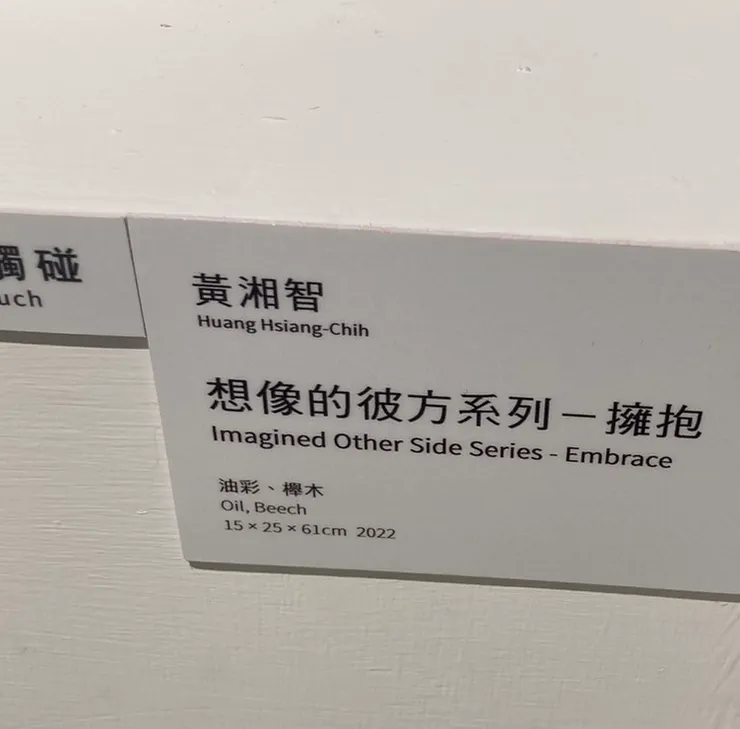 觸碰
黃湘智
Huang Hsiang-Chih
想像的彼方系列－擁抱
Imagined Other Side Series - Embrace
油彩、櫸木
Oil, Beech
15 × 25 × 61cm 2022